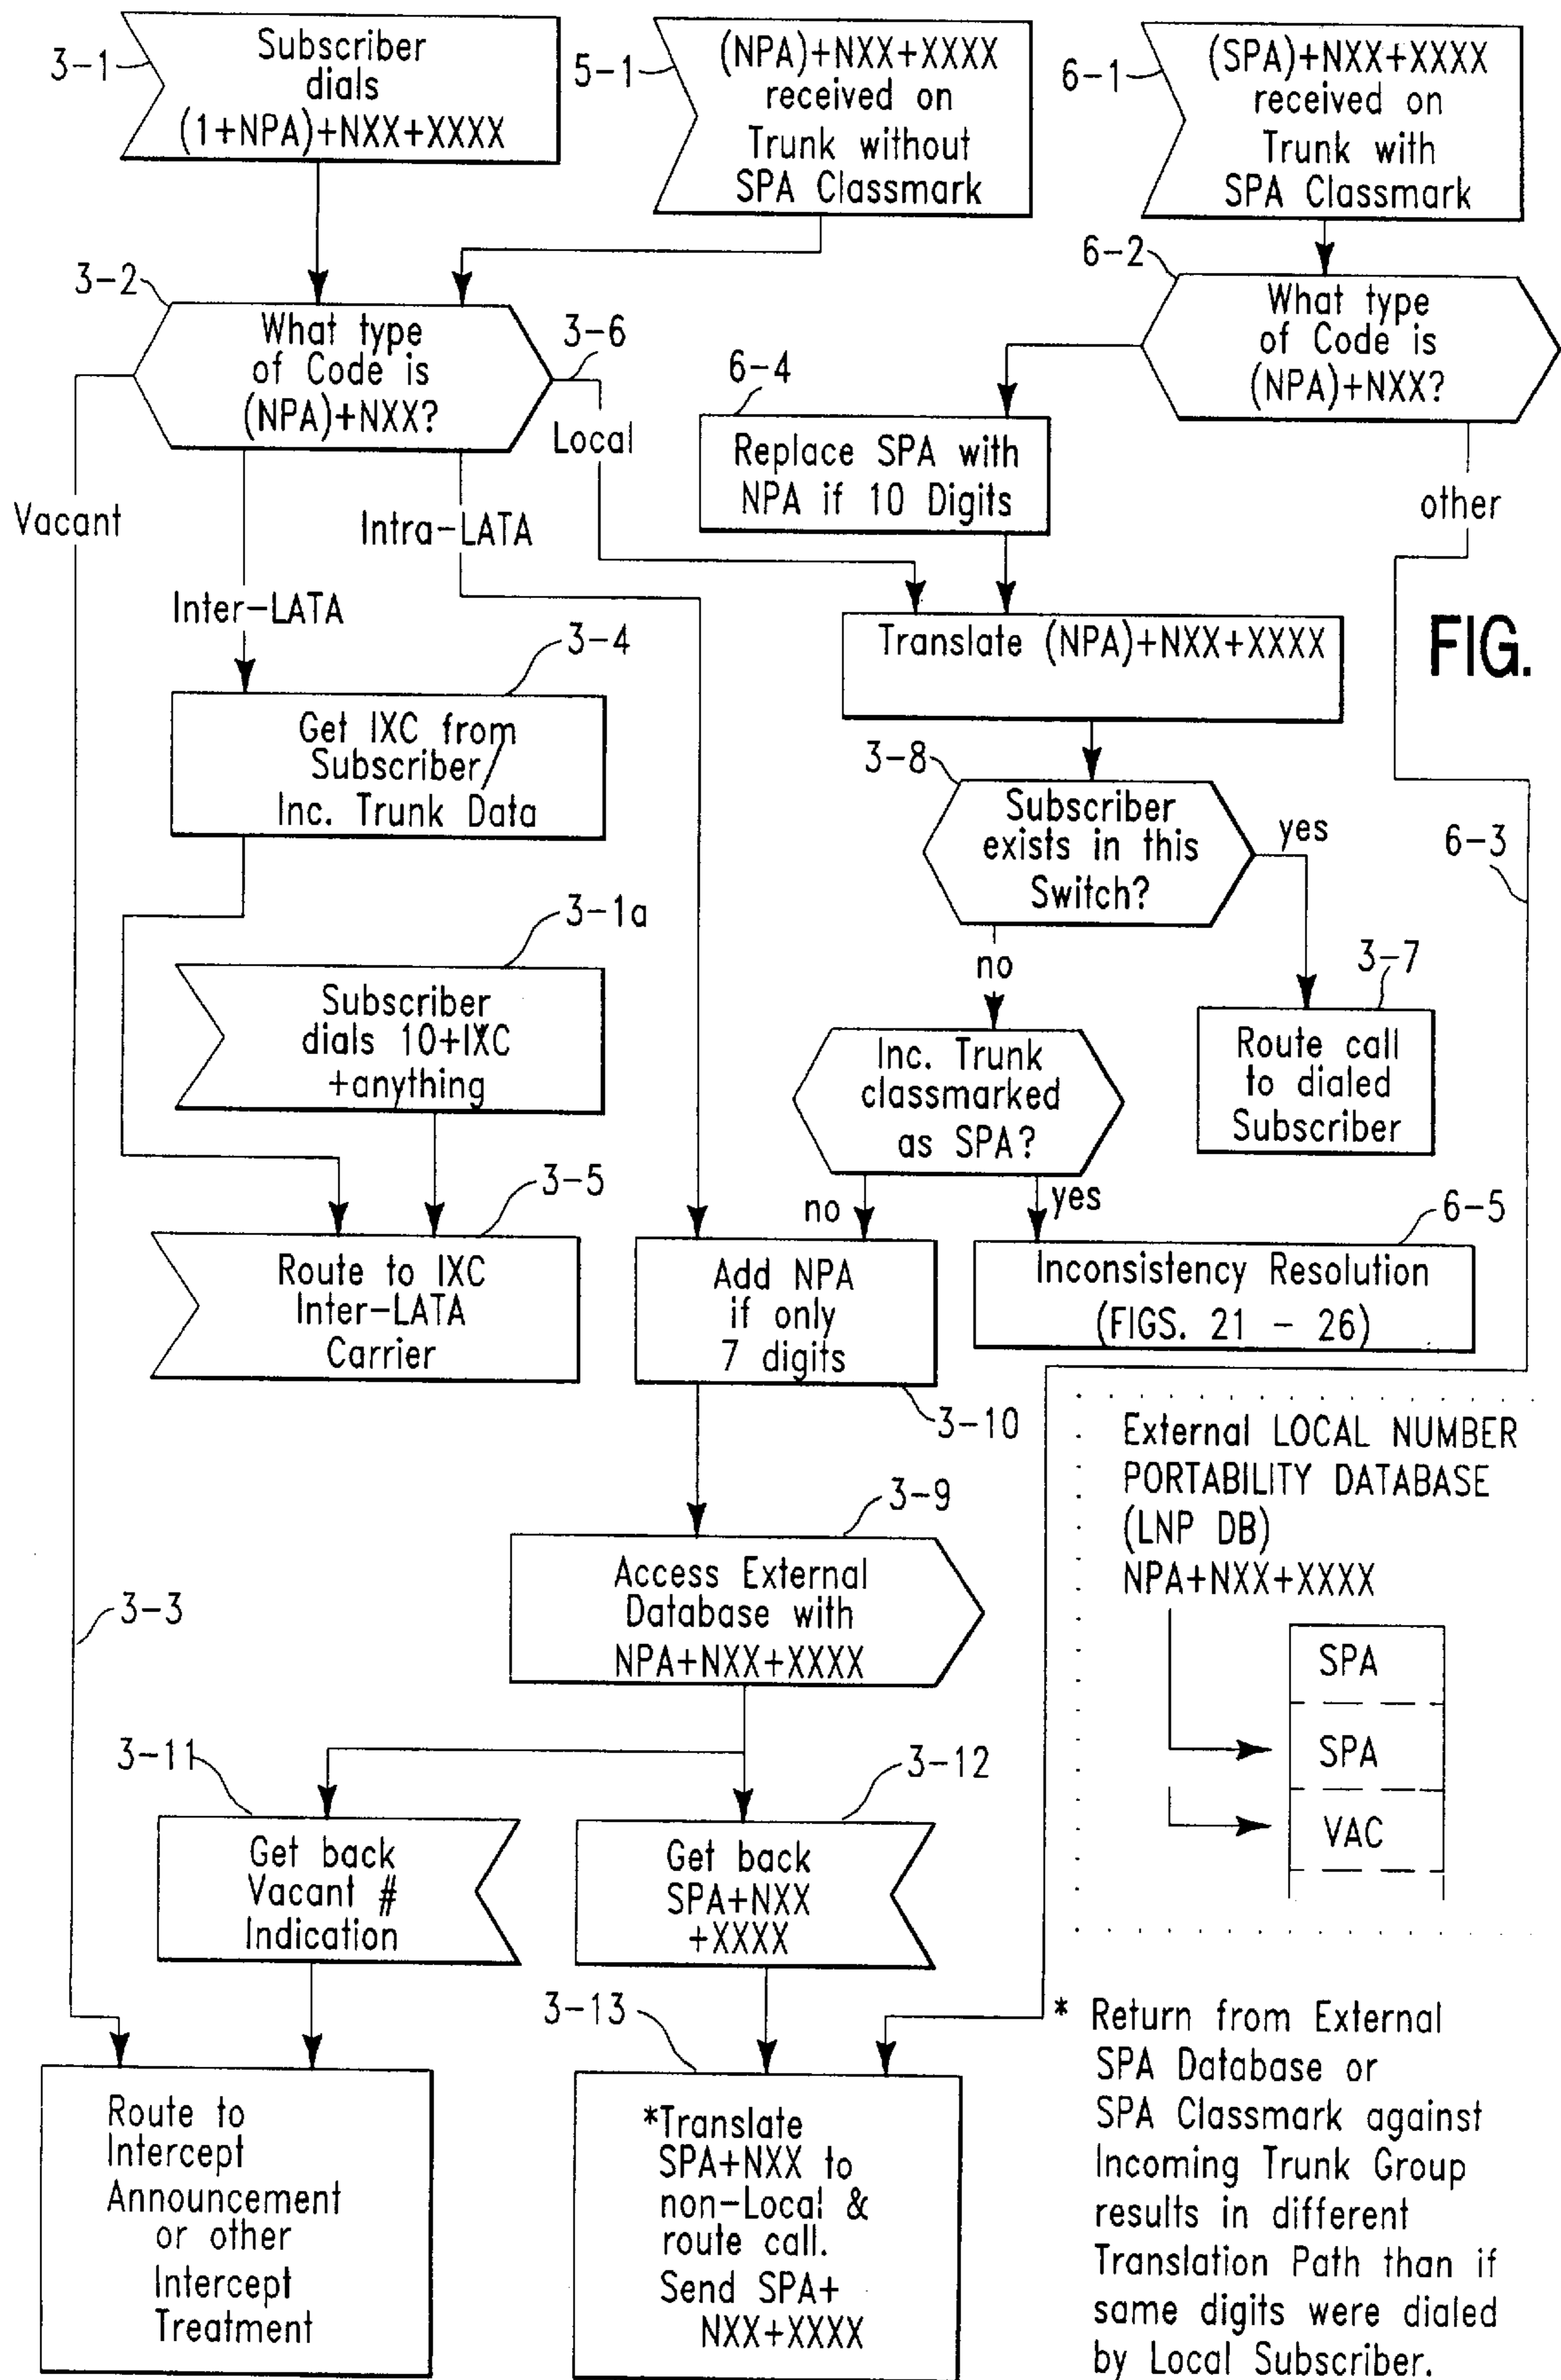 3-1
Subscriber
dials
(1+NPA)+NXX+XXXX
5-1
(NPA)+NXX+XXXX
received on
Trunk without
SPA Classmark
6-1
(SPA)+NXX+XXXX
received on
Trunk with
SPA Classmark
3-2
What type
of Code is
(NPA)+NXX?
3-6
Local
6-2
What type
of Code is
(NPA)+NXX?
6-4
Replace SPA with
NPA if 10 Digits
other
Vacant
Intra-LATA
Inter-LATA
Translate (NPA)+NXX+XXXX
FIG.
3-4
Get IXC from
Subscriber/
Inc. Trunk Data
3-8
Subscriber
exists in this
Switch?
yes
no
6-3
3-1a
Subscriber
dials 10+IXC
+anything
3-7
Route call
to dialed
Subscriber
Inc. Trunk
classmarked
as SPA?
no
yes
3-5
Route to IXC
Inter-LATA
Carrier
Add NPA
if only
7 digits
3-10
6-5
Inconsistency Resolution
(FIGS. 21 - 26)
External LOCAL NUMBER
PORTABILITY DATABASE
(LNP DB)
NPA+NXX+XXXX
SPA
SPA
VAC
3-9
Access External
Database with
NPA+NXX+XXXX
3-3
3-11
Get back
Vacant #
Indication
3-12
Get back
SPA+NXX
+XXXX
3-13
Route to
Intercept
Announcement
or other
Intercept
Treatment
*Translate
SPA+NXX to
non-Local &
route call.
Send SPA+
NXX+XXXX
* Return from External
SPA Database or
SPA Classmark against
Incoming Trunk Group
results in different
Translation Path than if
same digits were dialed
by Local Subscriber.